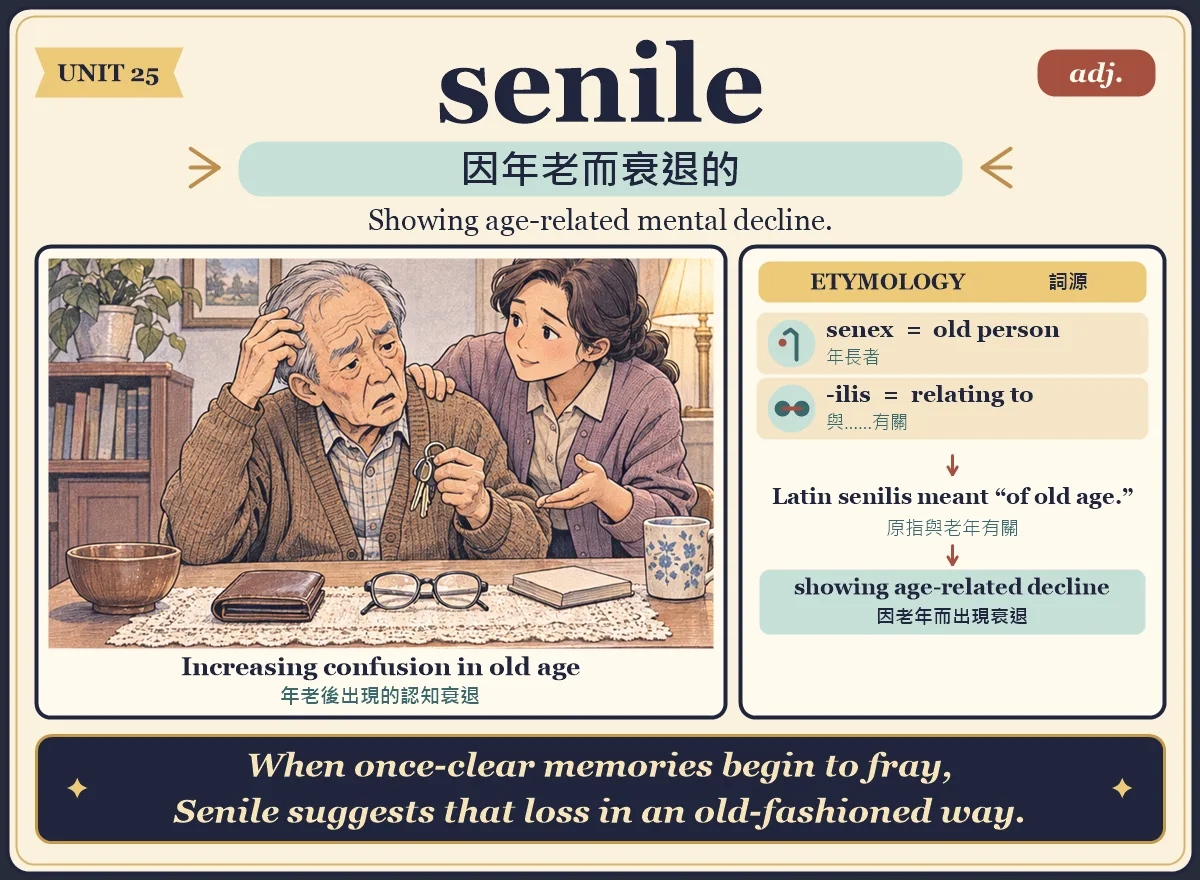 UNIT 25
senile
adj.
因年老而衰退的
Showing age-related mental decline.
Increasing confusion in old age
年老後出現的認知衰退
ETYMOLOGY 詞源
senex = old person
年長者
-ilis = relating to
與……有關
Latin senilis meant “of old age.”
原指與老年有關
showing age-related decline
因老年而出現衰退
When once-clear memories begin to fray,
Senile suggests that loss in an old-fashioned way.